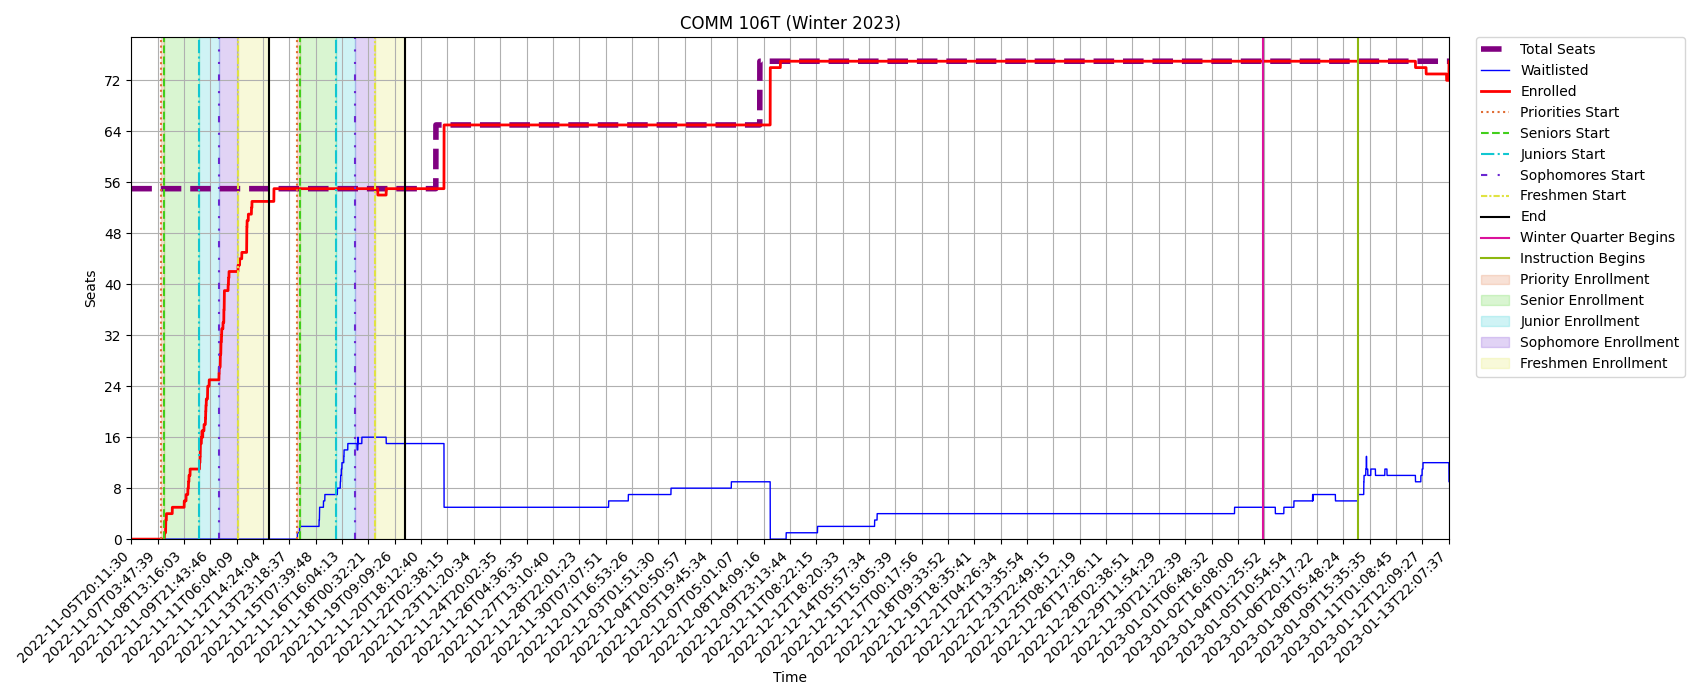 COMM 106T (Winter 2023)
Seats
72
64
56
48
40
32
24
16
8
0
2022-11-05T20:11:30
2022-11-07T03:47:39
2022-11-08T13:16:03
2022-11-09T21:43:46
2022-11-11T06:04:09
2022-11-12T14:24:04
2022-11-13T23:18:37
2022-11-15T07:39:48
2022-11-16T16:04:13
2022-11-18T00:32:21
2022-11-19T09:09:26
2022-11-20T18:12:40
2022-11-22T02:38:15
2022-11-23T11:20:34
2022-11-24T20:02:35
2022-11-26T04:36:35
2022-11-27T13:10:40
2022-11-28T22:01:23
2022-11-30T07:07:51
2022-12-01T16:53:26
2022-12-03T01:51:30
2022-12-04T10:50:57
2022-12-05T19:45:34
2022-12-07T05:01:07
2022-12-08T14:09:16
2022-12-09T23:13:44
2022-12-11T08:22:15
2022-12-12T18:20:33
2022-12-14T05:57:34
2022-12-15T15:05:39
2022-12-17T00:17:56
2022-12-18T09:33:52
2022-12-19T18:35:41
2022-12-21T04:26:34
2022-12-22T13:35:54
2022-12-23T22:49:15
2022-12-25T08:12:19
2022-12-26T17:26:11
2022-12-28T02:38:51
2022-12-29T11:54:29
2022-12-30T21:22:39
2023-01-01T06:48:32
2023-01-02T16:08:00
2023-01-04T01:25:52
2023-01-05T10:54:54
2023-01-06T20:17:22
2023-01-08T05:48:24
2023-01-09T15:35:35
2023-01-11T01:08:45
2023-01-12T12:09:27
2023-01-13T22:07:37
Time
Total Seats
Waitlisted
Enrolled
Priorities Start
Seniors Start
Juniors Start
Sophomores Start
Freshmen Start
End
Winter Quarter Begins
Instruction Begins
Priority Enrollment
Senior Enrollment
Junior Enrollment
Sophomore Enrollment
Freshmen Enrollment